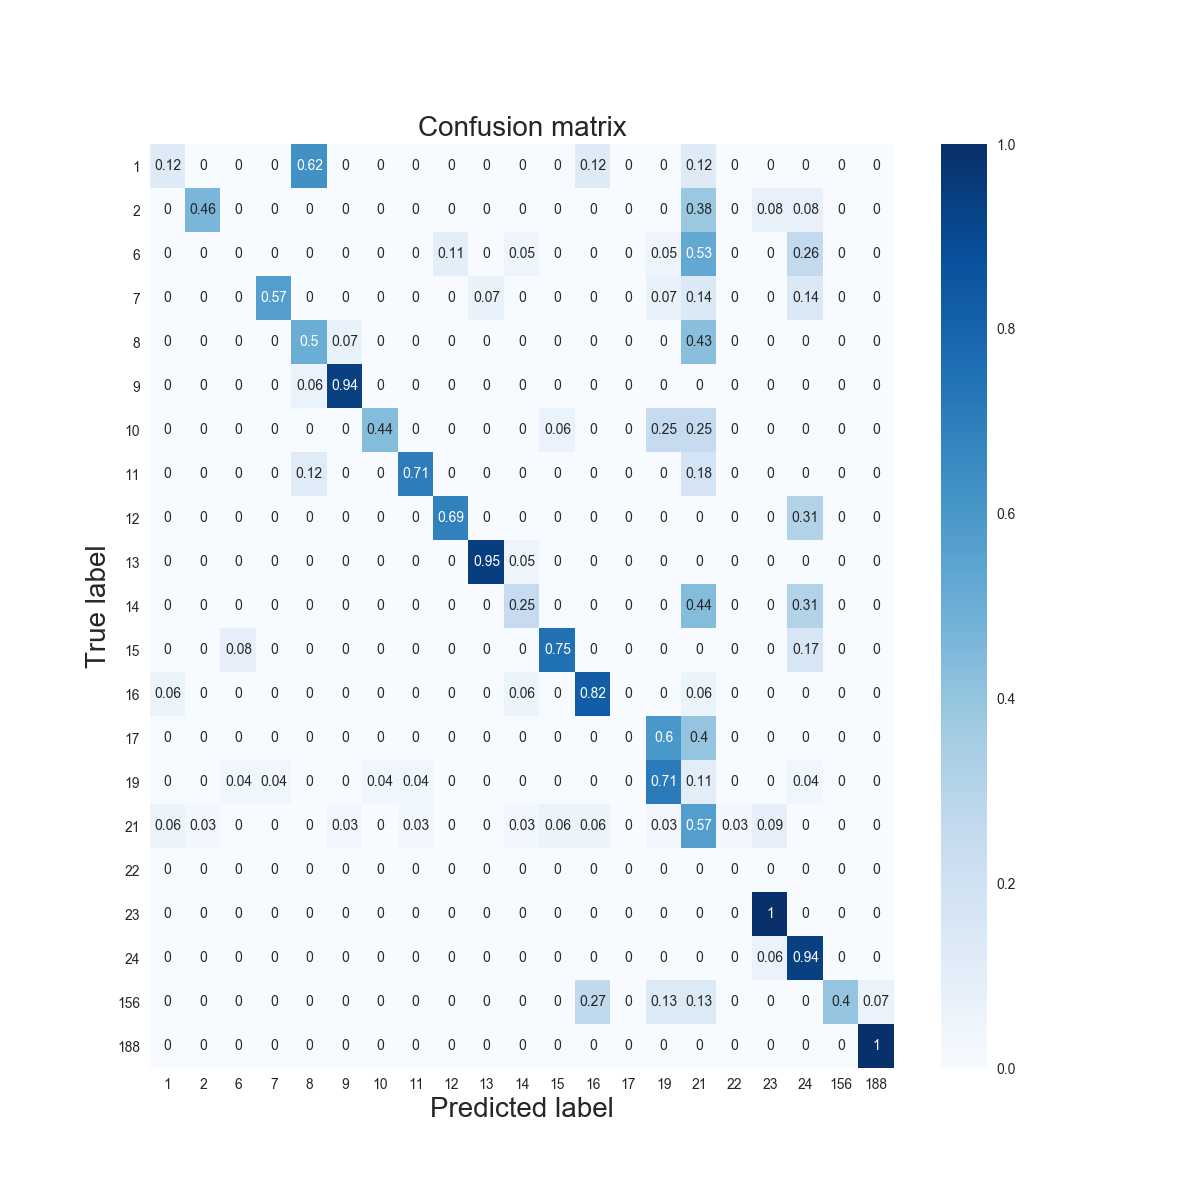 Confusion matrix
1 0.12 0 0 0 0.62 0 0 0 0 0 0 0 0.12 0 0 0.12 0 0 0 0 0 1.0
2 0 0.46 0 0 0 0 0 0 0 0 0 0 0 0 0 0.38 0 0.08 0.08 0 0
6 0 0 0 0 0 0 0 0 0.11 0 0.05 0 0 0 0.05 0.53 0 0 0.26 0 0
7 0 0 0 0.57 0 0 0 0 0 0.07 0 0 0 0 0.07 0.14 0 0 0.14 0 0
8 0 0 0 0 0.5 0.07 0 0 0 0 0 0 0 0 0 0.43 0 0 0 0 0 0.8
9 0 0 0 0 0.06 0.94 0 0 0 0 0 0 0 0 0 0 0 0 0 0 0
10 0 0 0 0 0 0 0.44 0 0 0 0 0.06 0 0 0.25 0.25 0 0 0 0 0
11 0 0 0 0 0.12 0 0 0.71 0 0 0 0 0 0 0 0.18 0 0 0 0 0
12 0 0 0 0 0 0 0 0 0.69 0 0 0 0 0 0 0 0 0 0.31 0 0 0.6
13 0 0 0 0 0 0 0 0 0 0.95 0.05 0 0 0 0 0 0 0 0 0 0
14 0 0 0 0 0 0 0 0 0 0 0.25 0 0 0 0 0.44 0 0 0.31 0 0
15 0 0 0.08 0 0 0 0 0 0 0 0 0.75 0 0 0 0 0 0 0.17 0 0
16 0.06 0 0 0 0 0 0 0 0 0 0.06 0 0.82 0 0 0.06 0 0 0 0 0 0.4
17 0 0 0 0 0 0 0 0 0 0 0 0 0 0 0.6 0.4 0 0 0 0 0
19 0 0 0.04 0.04 0 0 0.04 0.04 0 0 0 0 0 0 0.71 0.11 0 0 0.04 0 0
21 0.06 0.03 0 0 0 0.03 0 0.03 0 0 0.03 0.06 0.06 0 0.03 0.57 0.03 0.09 0 0 0
22 0 0 0 0 0 0 0 0 0 0 0 0 0 0 0 0 0 0 0 0 0 0.2
23 0 0 0 0 0 0 0 0 0 0 0 0 0 0 0 0 0 1 0 0 0
24 0 0 0 0 0 0 0 0 0 0 0 0 0 0 0 0 0 0.06 0.94 0 0
156 0 0 0 0 0 0 0 0 0 0 0 0 0.27 0 0.13 0.13 0 0 0 0.4 0.07
188 0 0 0 0 0 0 0 0 0 0 0 0 0 0 0 0 0 0 0 0 1 0.0
1 2 6 7 8 9 10 11 12 13 14 15 16 17 19 21 22 23 24 156 188
Predicted label
True label